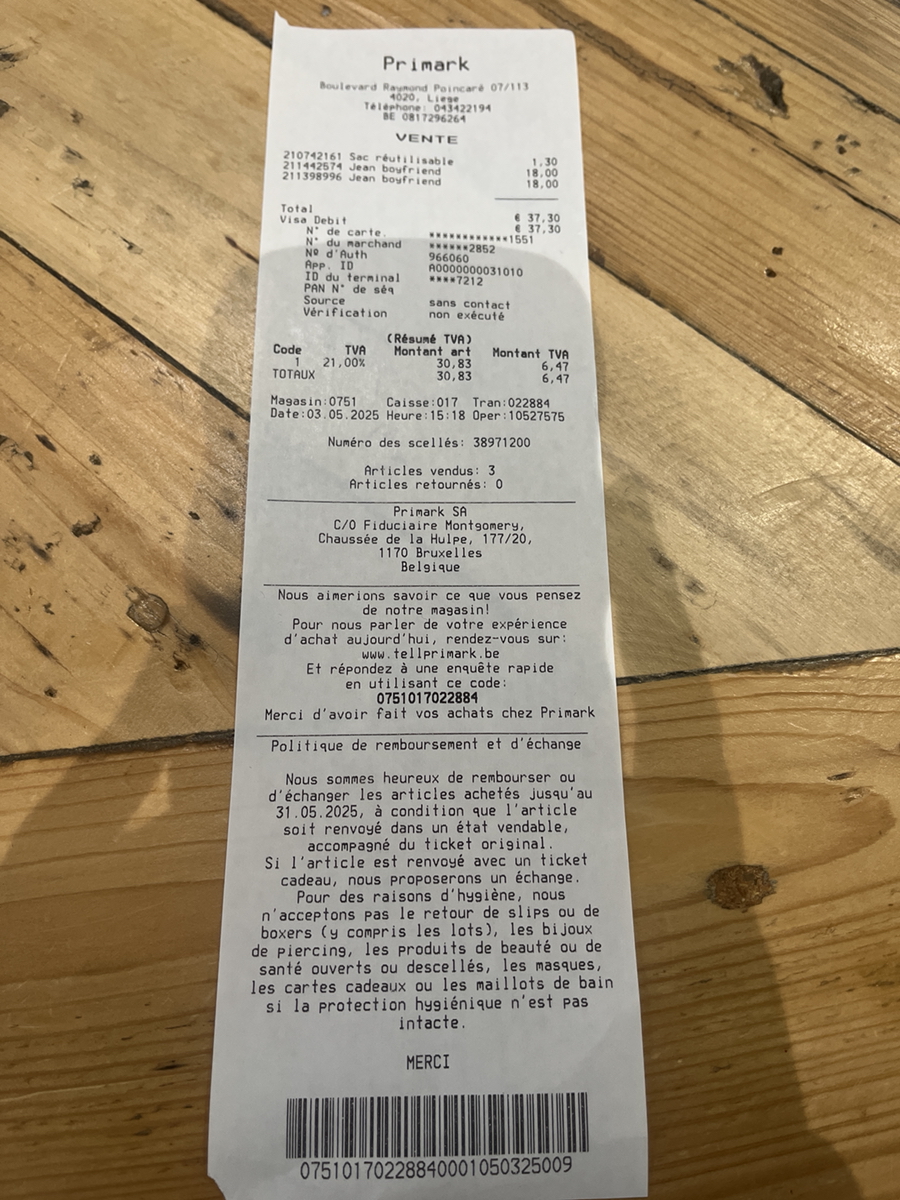 Primark
Boulevard Raymond Poincaré 07/113
4020, Liege
Téléphone: 043422194
BE 0817296264
VENTE
210742161 Sac réutilisable 1,30
211442574 Jean boyfriend 18,00
211398996 Jean boyfriend 18,00
Total € 37,30
Visa Debit € 37,30
N° de carte. ************1551
N° du marchand ******2852
Nº d'Auth 966060
App. ID A0000000031010
ID du terminal ****7212
PAN N° de séq
Source sans contact
Vérification non exécuté
(Résumé TVA)
Code TVA Montant art Montant TVA
1 21,00% 30,83 6,47
TOTAUX 30,83 6,47
Magasin:0751 Caisse:017 Tran:022884
Date:03.05.2025 Heure:15:18 Oper:10527575
Numéro des scellés: 38971200
Articles vendus: 3
Articles retournés: 0
Primark SA
C/O Fiduciaire Montgomery,
Chaussée de la Hulpe, 177/20,
1170 Bruxelles
Belgique
Nous aimerions savoir ce que vous pensez
de notre magasin!
Pour nous parler de votre expérience
d'achat aujourd'hui, rendez-vous sur:
www.tellprimark.be
Et répondez à une enquête rapide
en utilisant ce code:
0751017022884
Merci d'avoir fait vos achats chez Primark
Politique de remboursement et d'échange
Nous sommes heureux de rembourser ou
d'échanger les articles achetés jusqu'au
31.05.2025, à condition que l'article
soit renvoyé dans un état vendable,
accompagné du ticket original.
Si l'article est renvoyé avec un ticket
cadeau, nous proposerons un échange.
Pour des raisons d'hygiène, nous
n'acceptons pas le retour de slips ou de
boxers (y compris les lots), les bijoux
de piercing, les produits de beauté ou de
santé ouverts ou descellés, les masques,
les cartes cadeaux ou les maillots de bain
si la protection hygiénique n'est pas
intacte.
MERCI
07510170228840001050325009